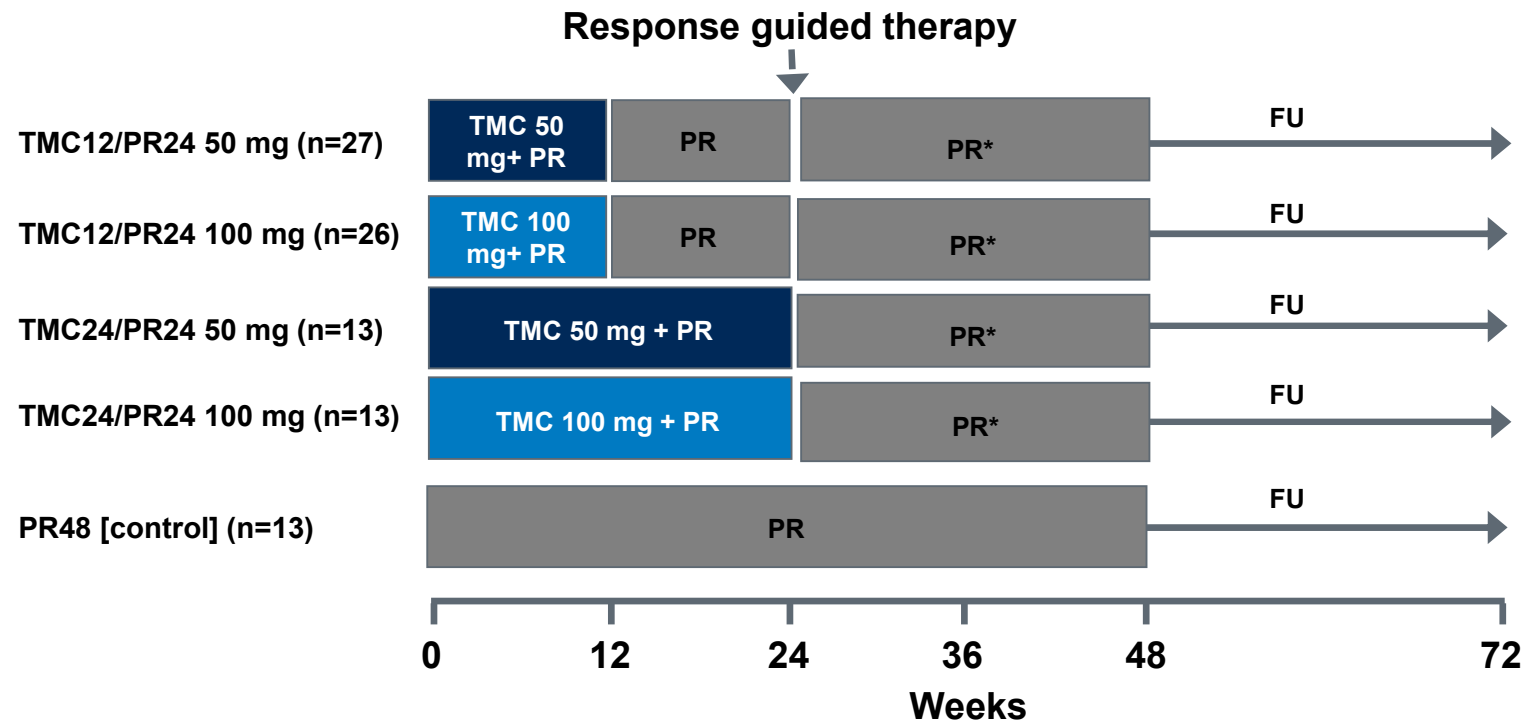 Response guided therapy
TMC12/PR24 50 mg (n=27)
TMC 50
mg+ PR
PR
PR*
FU
TMC12/PR24 100 mg (n=26)
TMC 100
mg+ PR
PR
PR*
FU
TMC24/PR24 50 mg (n=13)
TMC 50 mg + PR
PR*
FU
TMC24/PR24 100 mg (n=13)
TMC 100 mg + PR
PR*
FU
PR48 [control] (n=13)
PR
FU
0 12 24 36 48 72
Weeks